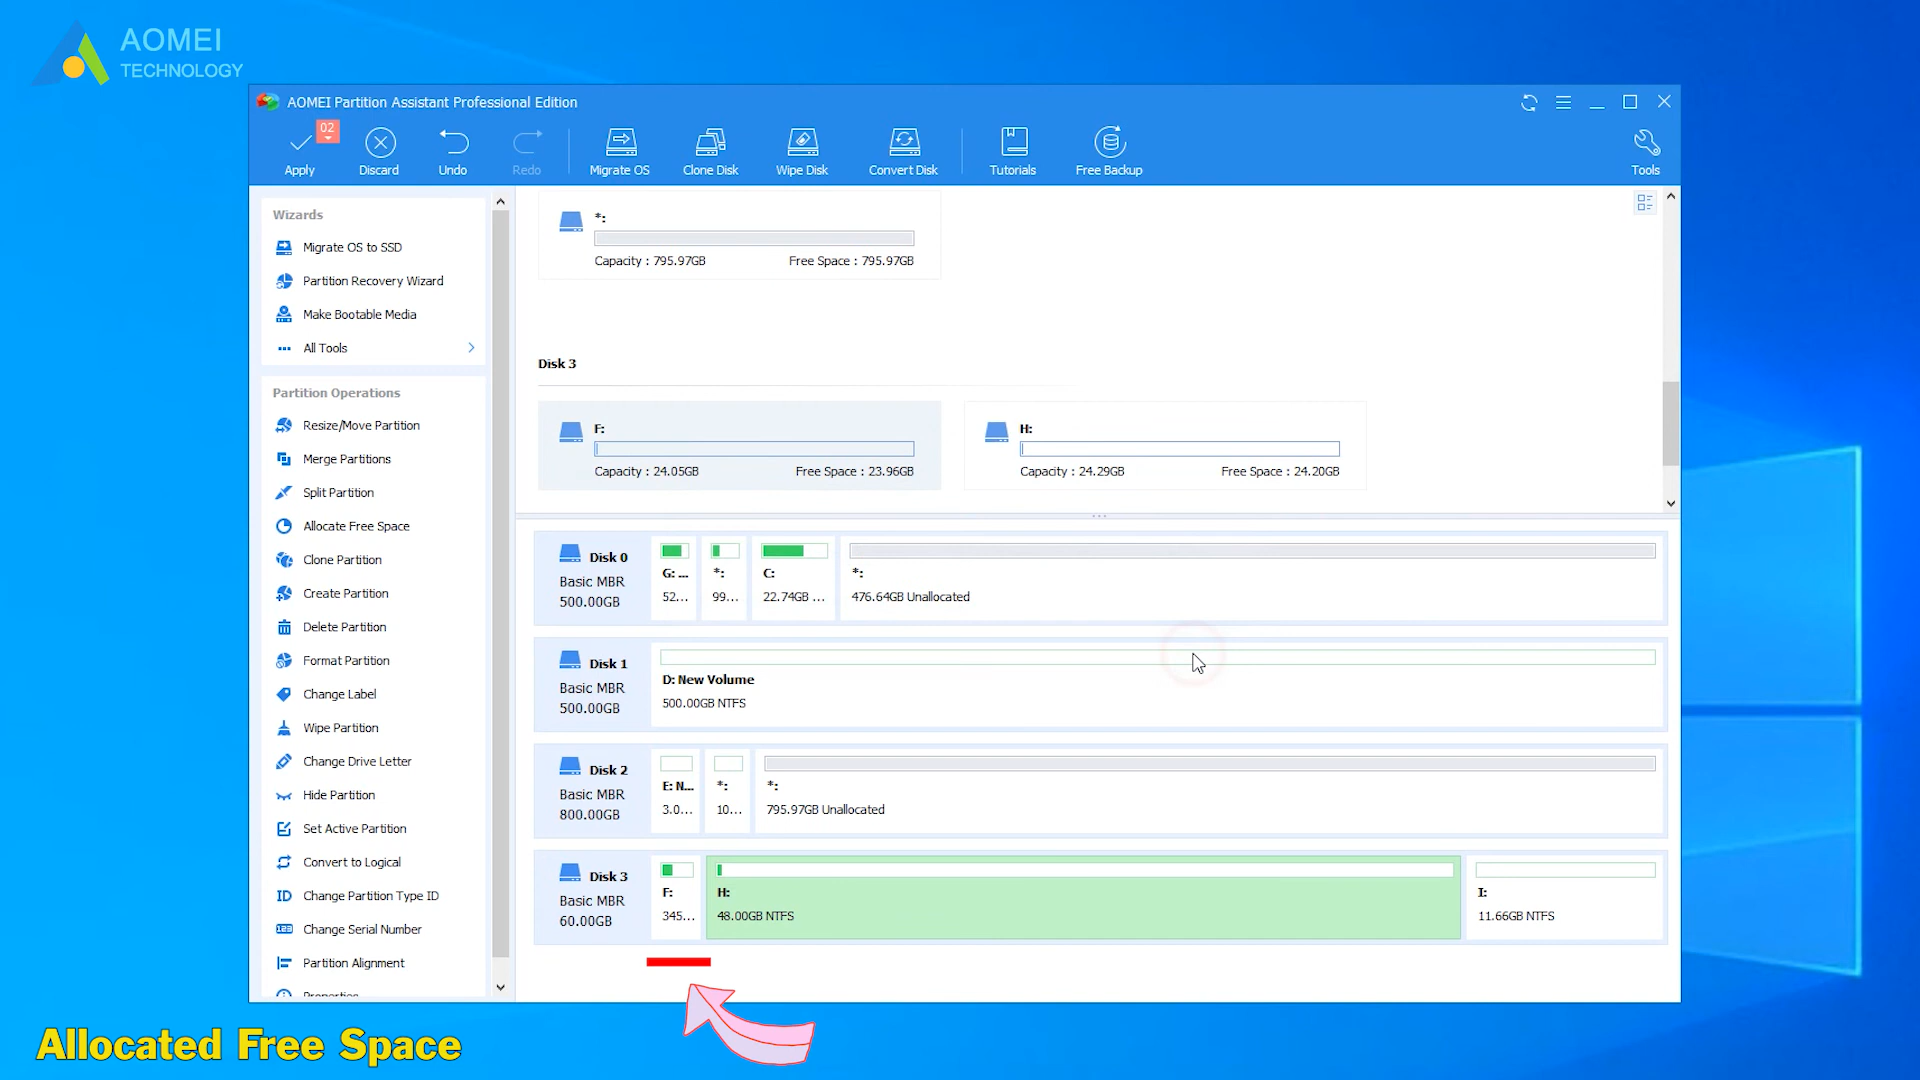 AOMEI
TECHNOLOGY
AOMEI Partition Assistant Professional Edition
02
Apply
Discard
Undo
Redo
Migrate OS
Clone Disk
Wipe Disk
Convert Disk
Tutorials
Free Backup
Tools
Wizards
Migrate OS to SSD
Partition Recovery Wizard
Make Bootable Media
All Tools
Partition Operations
Resize/Move Partition
Merge Partitions
Split Partition
Allocate Free Space
Clone Partition
Create Partition
Delete Partition
Format Partition
Change Label
Wipe Partition
Change Drive Letter
Hide Partition
Set Active Partition
Convert to Logical
Change Partition Type ID
Change Serial Number
Partition Alignment
*:
Capacity : 795.97GB Free Space : 795.97GB
Disk 3
F:
Capacity : 24.05GB Free Space : 23.96GB
H:
Capacity : 24.29GB Free Space : 24.20GB
Disk 0
Basic MBR
500.00GB
G: ...
52...
*:
99...
C:
22.74GB ...
*:
476.64GB Unallocated
Disk 1
Basic MBR
500.00GB
D: New Volume
500.00GB NTFS
Disk 2
Basic MBR
800.00GB
E: N...
3.0...
*:
10...
*:
795.97GB Unallocated
Disk 3
Basic MBR
60.00GB
F:
345...
H:
48.00GB NTFS
I:
11.66GB NTFS
Allocated Free Space